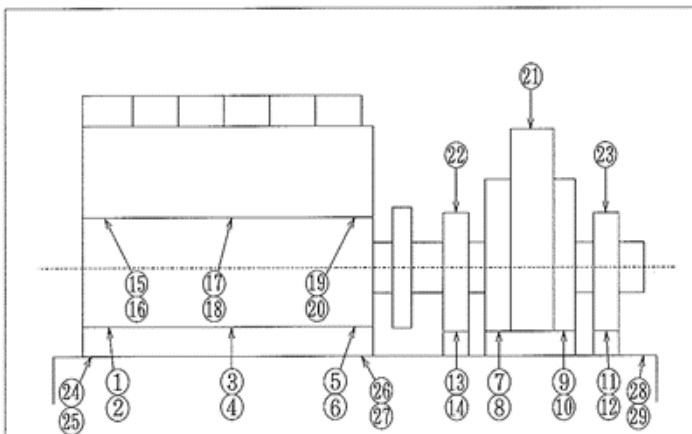 ㉑
㉒ ㉓
⑮ ⑰ ⑲
⑯ ⑱ ⑳
① ③ ⑤ ⑬ ⑦ ⑨ ⑪
㉔ ㉖ ㉘
② ④ ⑥ ⑭ ⑧ ⑩ ⑫
㉕ ㉗ ㉙